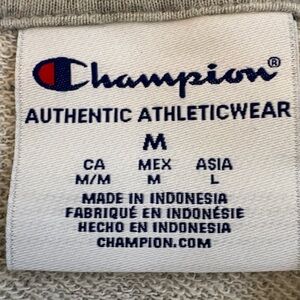 Champion®
AUTHENTIC ATHLETICWEAR
M
CA MEX ASIA
M/M M L
MADE IN INDONESIA
FABRIQUÉ EN INDONÉSIE
HECHO EN INDONESIA
CHAMPION.COM